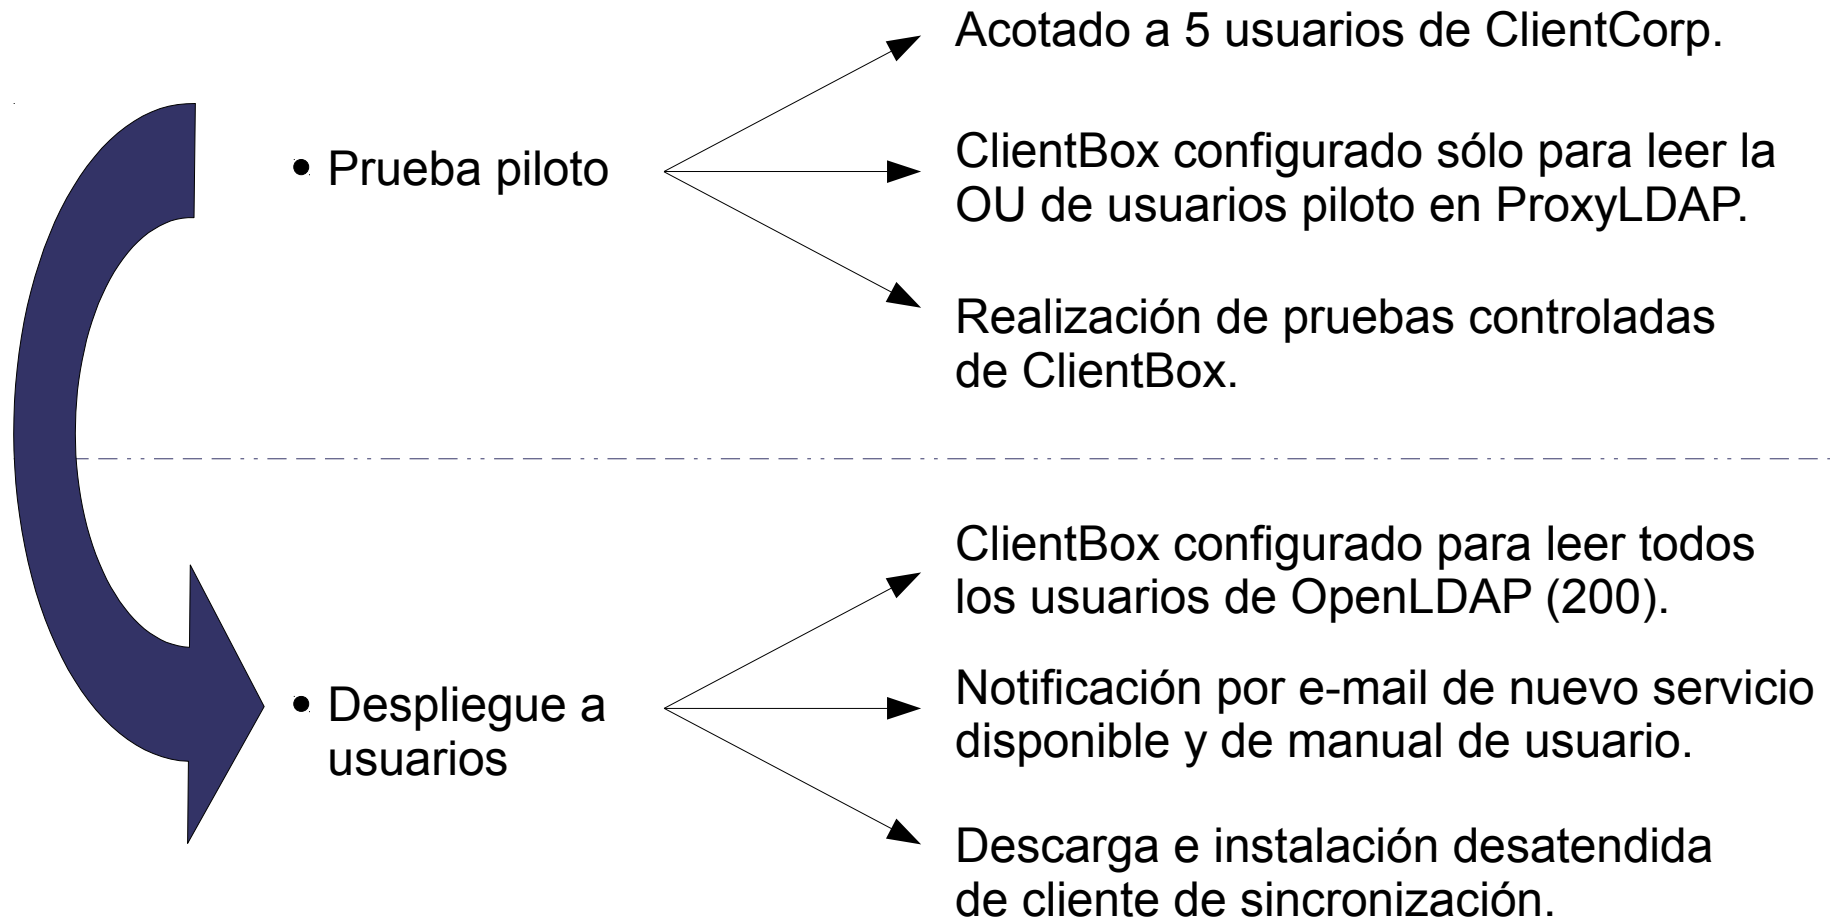 • Prueba piloto
Acotado a 5 usuarios de ClientCorp.
ClientBox configurado sólo para leer la
OU de usuarios piloto en ProxyLDAP.
Realización de pruebas controladas
de ClientBox.
• Despliegue a
usuarios
ClientBox configurado para leer todos
los usuarios de OpenLDAP (200).
Notificación por e-mail de nuevo servicio
disponible y de manual de usuario.
Descarga e instalación desatendida
de cliente de sincronización.